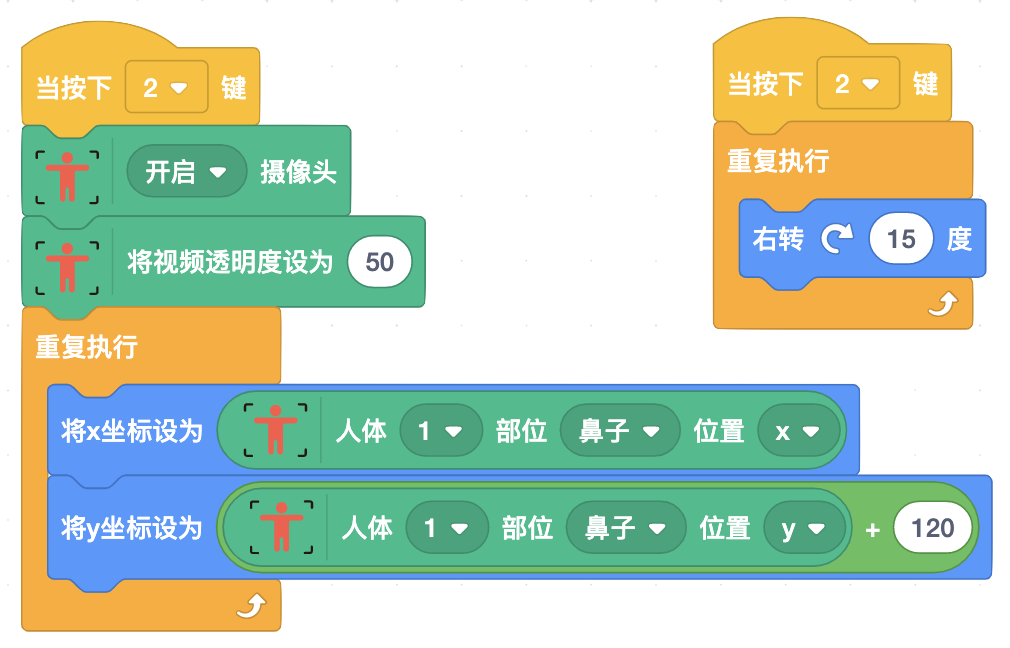 当按下 2 键
开启 摄像头
将视频透明度设为 50
重复执行
将x坐标设为 人体 1 部位 鼻子 位置 x
将y坐标设为 人体 1 部位 鼻子 位置 y + 120
当按下 2 键
重复执行
右转 15 度